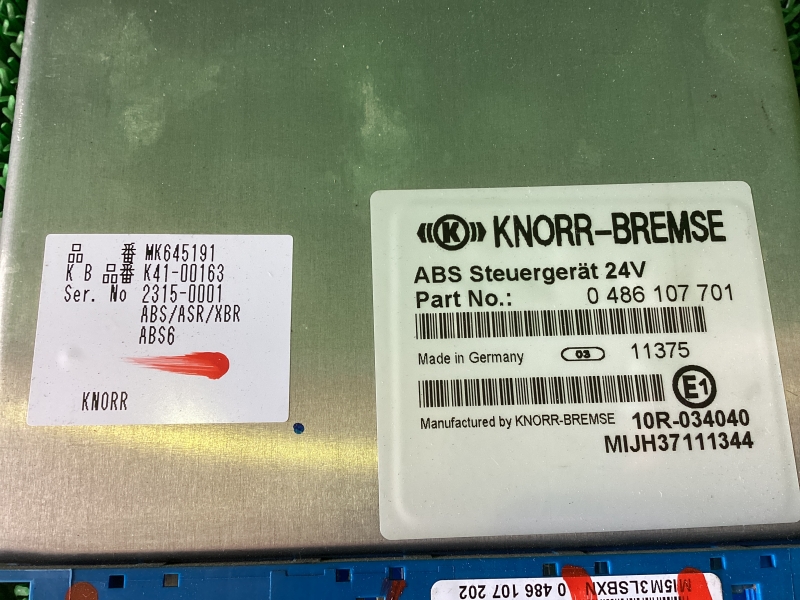 品 番 MK645191
K B 品番 K41-00163
Ser. No 2315-0001
ABS/ASR/XBR
ABS6
KNORR
K KNORR-BREMSE
ABS Steuergerät 24V
Part No.: 0 486 107 701
Made in Germany 03 11375
E1
Manufactured by KNORR-BREMSE 10R-034040
MIJH37111344
0 486 107 202
MI5M3LSBXN